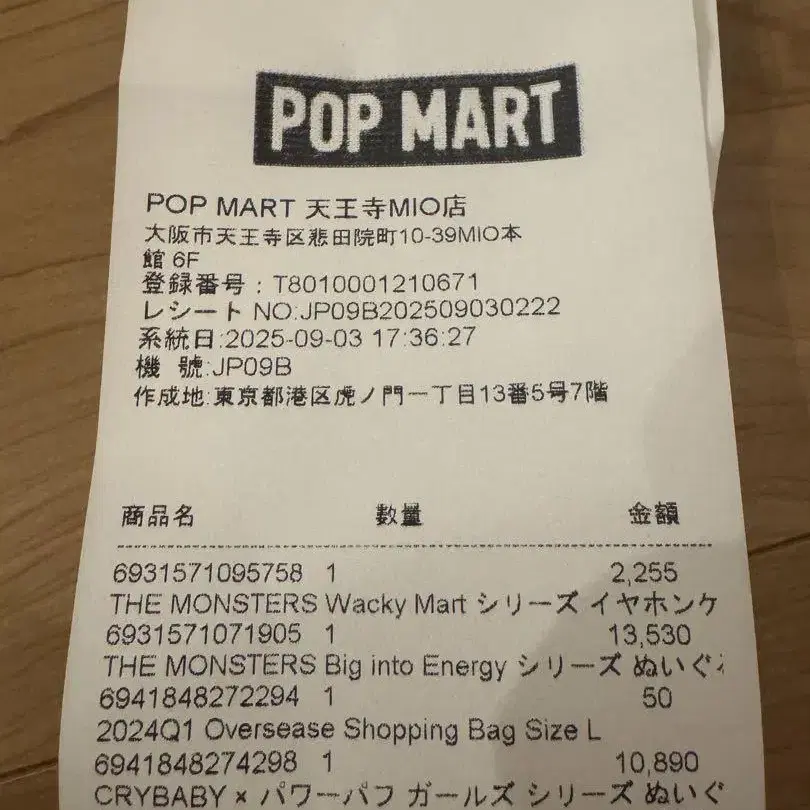 POP MART
POP MART 天王寺MIO店
大阪市天王寺区悲田院町10-39MIO本
館 6F
登録番号：T8010001210671
レシート NO:JP09B202509030222
系統日:2025-09-03 17:36:27
機 號:JP09B
作成地:東京都港区虎ノ門一丁目13番5号7階
商品名 数量 金額
6931571095758 1 2,255
THE MONSTERS Wacky Mart シリーズ イヤホンケ
6931571071905 1 13,530
THE MONSTERS Big into Energy シリーズ ぬいぐ
6941848272294 1 50
2024Q1 Oversease Shopping Bag Size L
6941848274298 1 10,890
CRYBABY × パワーパフ ガールズ シリーズ ぬいぐ